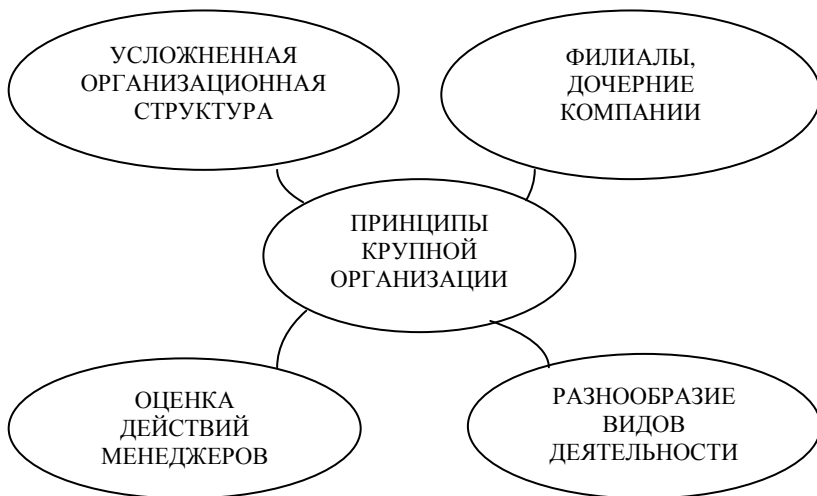 УСЛОЖНЕННАЯ
ОРГАНИЗАЦИОННАЯ
СТРУКТУРА
ФИЛИАЛЫ,
ДОЧЕРНИЕ
КОМПАНИИ
ПРИНЦИПЫ
КРУПНОЙ
ОРГАНИЗАЦИИ
ОЦЕНКА
ДЕЙСТВИЙ
МЕНЕДЖЕРОВ
РАЗНООБРАЗИЕ
ВИДОВ
ДЕЯТЕЛЬНОСТИ